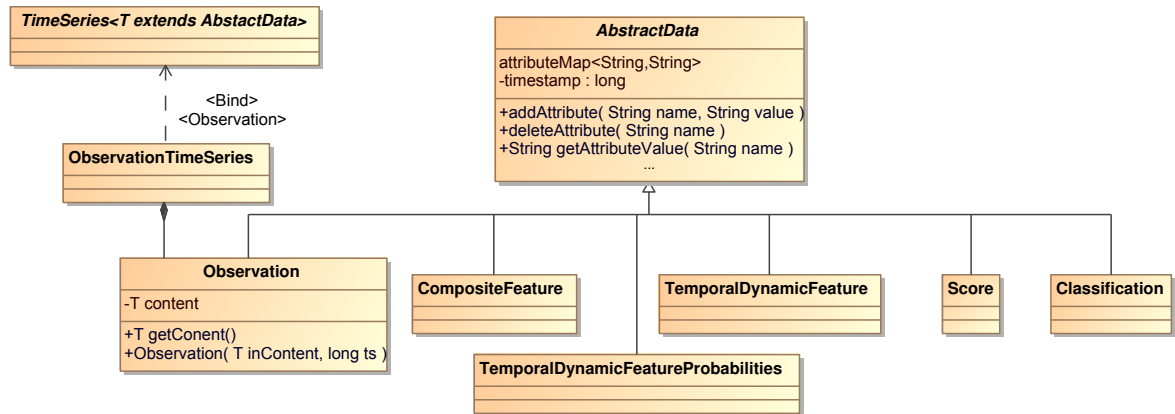 TimeSeries<T extends AbstactData>
<Bind>
<Observation>
ObservationTimeSeries
AbstractData
attributeMap<String,String>
-timestamp : long
+addAttribute( String name, String value )
+deleteAttribute( String name )
+String getAttributeValue( String name )
...
Observation
-T content
+T getConent()
+Observation( T inContent, long ts )
CompositeFeature
TemporalDynamicFeature
Score
Classification
TemporalDynamicFeatureProbabilities